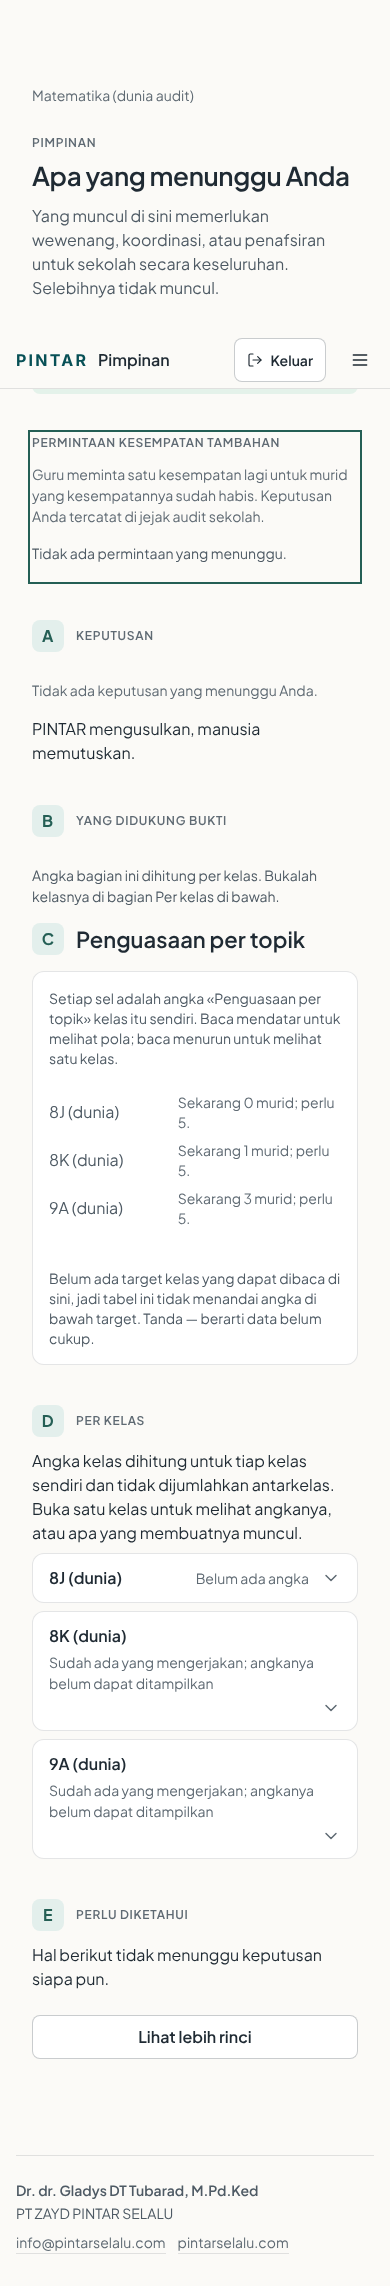 Matematika (dunia audit)
PIMPINAN
Apa yang menunggu Anda
Yang muncul di sini memerlukan
wewenang, koordinasi, atau penafsiran
untuk sekolah secara keseluruhan.
Selebihnya tidak muncul.
PINTAR Pimpinan
Keluar
PERMINTAAN KESEMPATAN TAMBAHAN
Guru meminta satu kesempatan lagi untuk murid
yang kesempatannya sudah habis. Keputusan
Anda tercatat di jejak audit sekolah.
Tidak ada permintaan yang menunggu.
A KEPUTUSAN
Tidak ada keputusan yang menunggu Anda.
PINTAR mengusulkan, manusia
memutuskan.
B YANG DIDUKUNG BUKTI
Angka bagian ini dihitung per kelas. Bukalah
kelasnya di bagian Per kelas di bawah.
C Penguasaan per topik
Setiap sel adalah angka «Penguasaan per
topik» kelas itu sendiri. Baca mendatar untuk
melihat pola; baca menurun untuk melihat
satu kelas.
8J (dunia) Sekarang 0 murid; perlu
5.
8K (dunia) Sekarang 1 murid; perlu
5.
9A (dunia) Sekarang 3 murid; perlu
5.
Belum ada target kelas yang dapat dibaca di
sini, jadi tabel ini tidak menandai angka di
bawah target. Tanda — berarti data belum
cukup.
D PER KELAS
Angka kelas dihitung untuk tiap kelas
sendiri dan tidak dijumlahkan antarkelas.
Buka satu kelas untuk melihat angkanya,
atau apa yang membuatnya muncul.
8J (dunia) Belum ada angka
8K (dunia)
Sudah ada yang mengerjakan; angkanya
belum dapat ditampilkan
9A (dunia)
Sudah ada yang mengerjakan; angkanya
belum dapat ditampilkan
E PERLU DIKETAHUI
Hal berikut tidak menunggu keputusan
siapa pun.
Lihat lebih rinci
Dr. dr. Gladys DT Tubarad, M.Pd.Ked
PT ZAYD PINTAR SELALU
info@pintarselalu.com pintarselalu.com